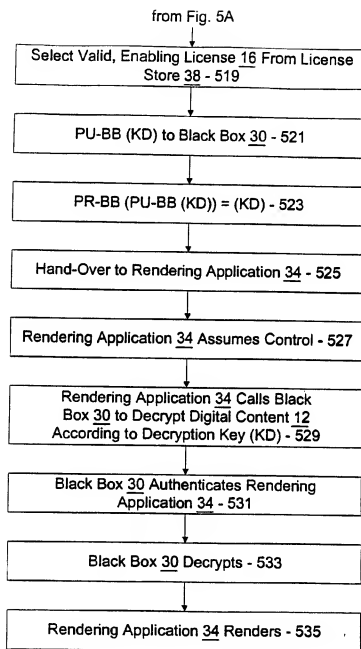 from Fig. 5A
Select Valid, Enabling License 16 From License
Store 38 - 519
PU-BB (KD) to Black Box 30 - 521
PR-BB (PU-BB (KD)) = (KD) - 523
Hand-Over to Rendering Application 34 - 525
Rendering Application 34 Assumes Control - 527
Rendering Application 34 Calls Black
Box 30 to Decrypt Digital Content 12
According to Decryption Key (KD) - 529
Black Box 30 Authenticates Rendering
Application 34 - 531
Black Box 30 Decrypts - 533
Rendering Application 34 Renders - 535